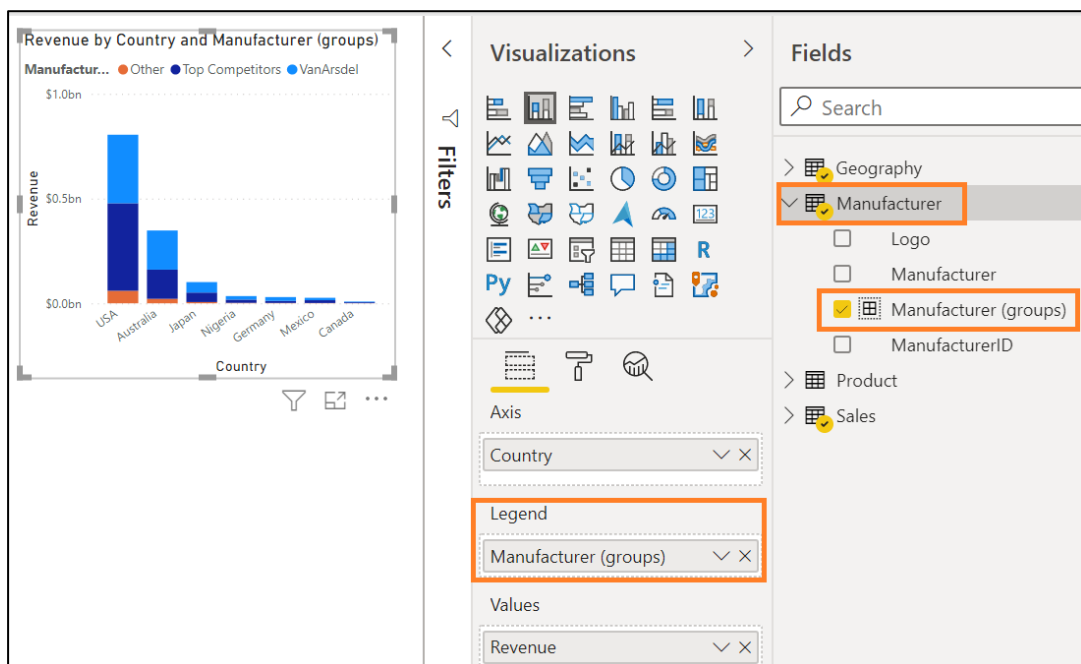 Revenue by Country and Manufacturer (groups)
Manufactur... Other Top Competitors VanArsdel
$1.0bn
$0.5bn
$0.0bn
Revenue
USA
Australia
Japan
Nigeria
Germany
Mexico
Canada
Country
Filters
Visualizations
123
R
Py
Axis
Country
Legend
Manufacturer (groups)
Values
Revenue
Fields
Search
Geography
Manufacturer
Logo
Manufacturer
Manufacturer (groups)
ManufacturerID
Product
Sales